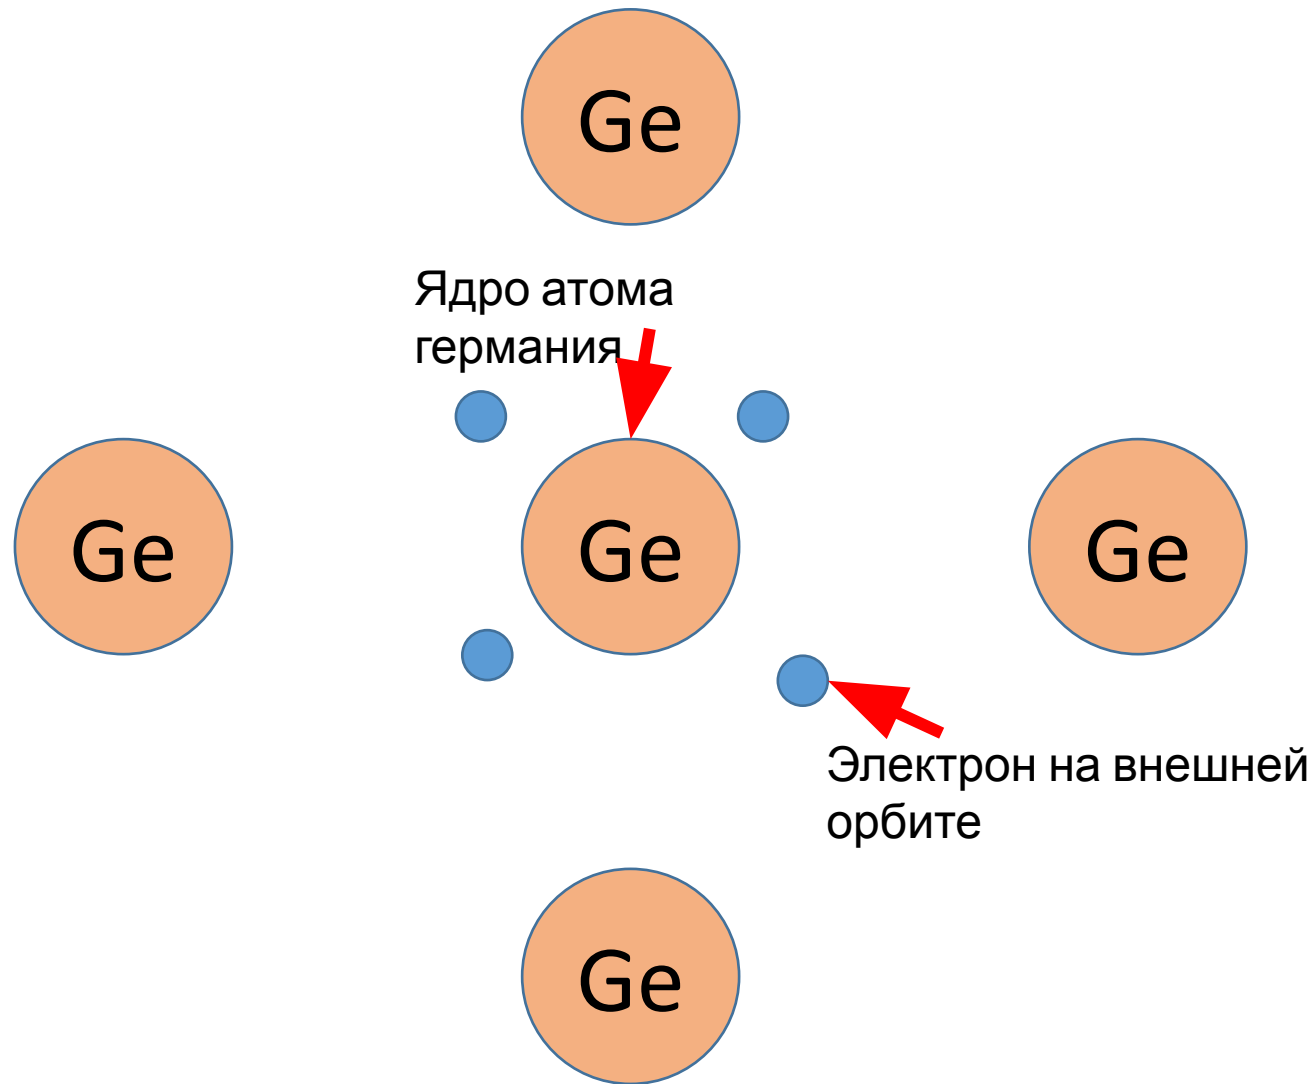 Ge
Ядро атома
германия
Ge
Ge
Ge
Электрон на внешней
орбите
Ge